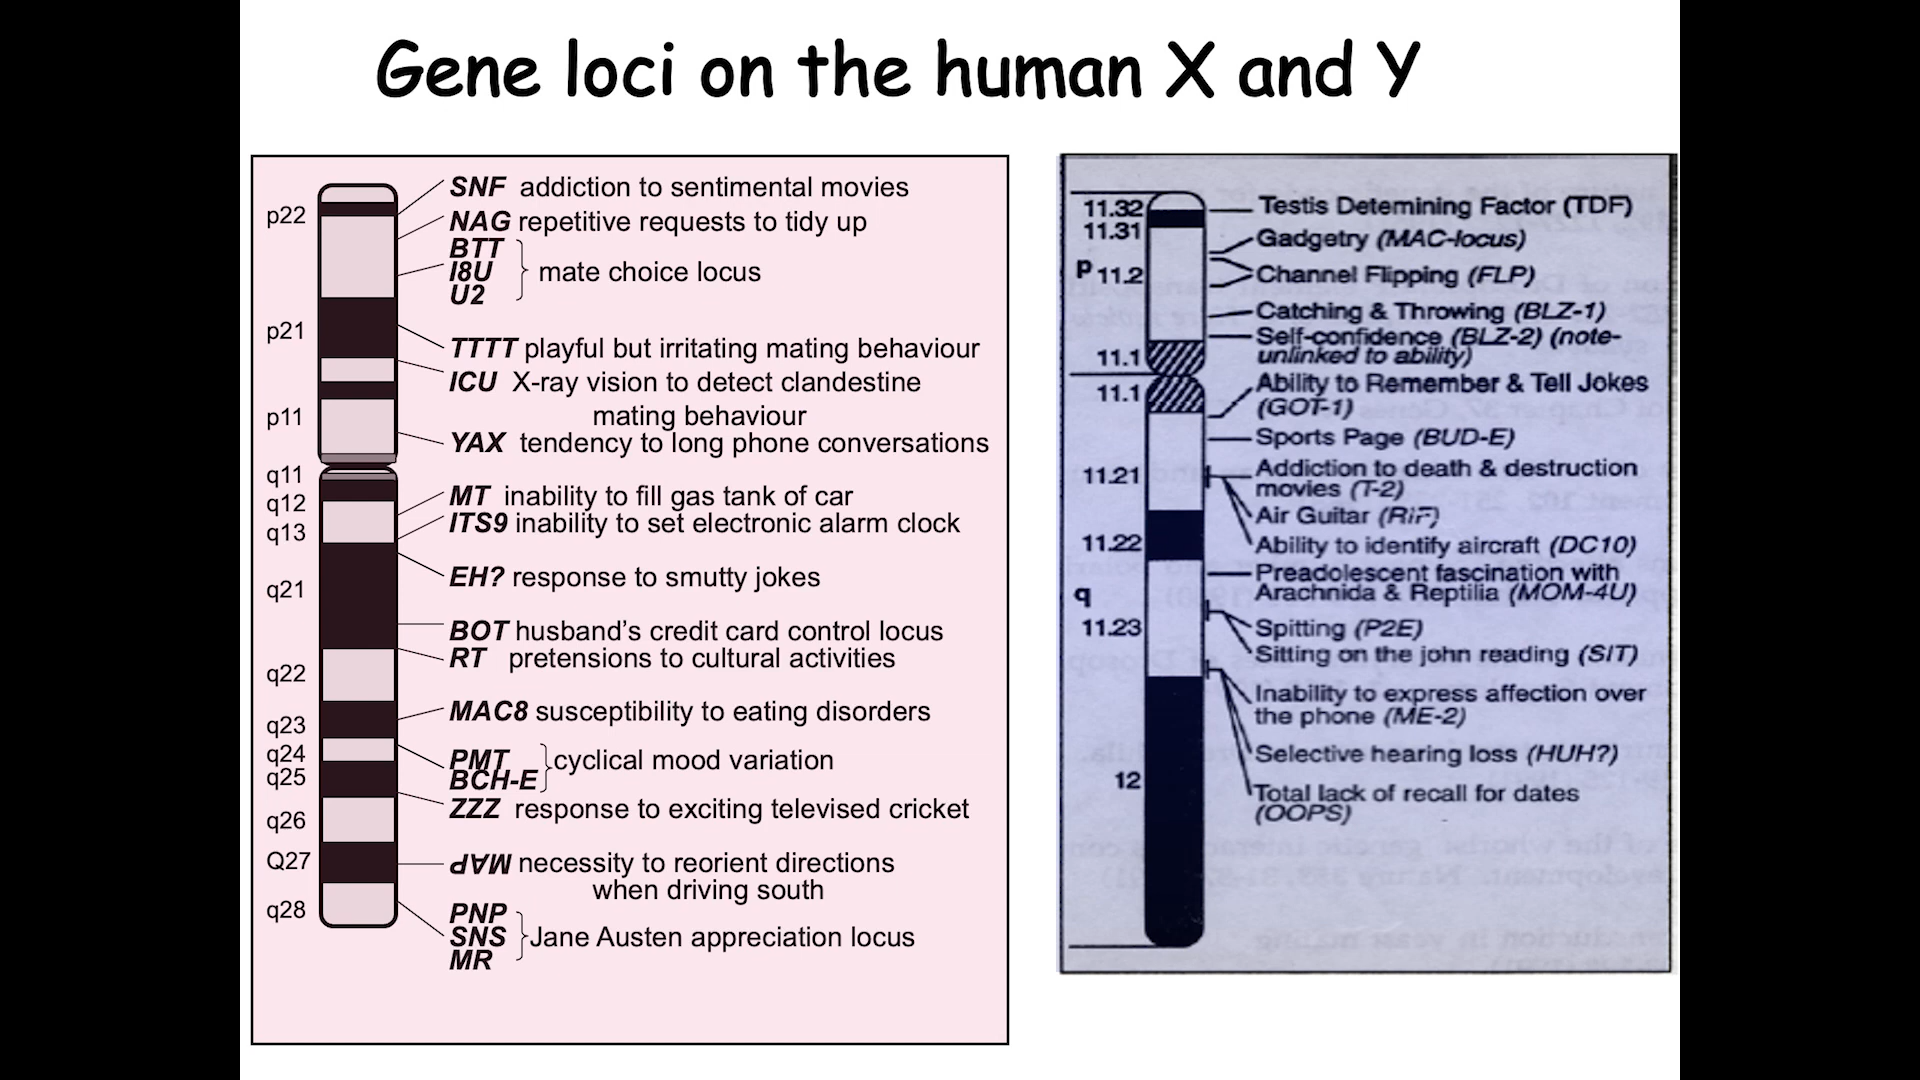 Gene loci on the human X and Y
p22
p21
p11
q11
q12
q13
q21
q22
q23
q24
q25
q26
Q27
q28
SNF addiction to sentimental movies
NAG repetitive requests to tidy up
BTT
I8U
U2
mate choice locus
TTTT playful but irritating mating behaviour
ICU X-ray vision to detect clandestine
mating behaviour
YAX tendency to long phone conversations
MT inability to fill gas tank of car
ITS9 inability to set electronic alarm clock
EH? response to smutty jokes
BOT husband's credit card control locus
RT pretensions to cultural activities
MAC8 susceptibility to eating disorders
PMT
BCH-E
cyclical mood variation
ZZZ response to exciting televised cricket
MAP necessity to reorient directions
when driving south
PNP
SNS
MR
Jane Austen appreciation locus
11.32
11.31
p
11.2
11.1
11.1
11.21
11.22
q
11.23
12
Testis Detemining Factor (TDF)
Gadgetry (MAC-locus)
Channel Flipping (FLP)
Catching & Throwing (BLZ-1)
Self-confidence (BLZ-2) (note-
unlinked to ability)
Ability to Remember & Tell Jokes
(GOT-1)
Sports Page (BUD-E)
Addiction to death & destruction
movies (T-2)
Air Guitar (RIF)
Ability to identify aircraft (DC10)
Preadolescent fascination with
Arachnida & Reptilia (MOM-4U)
Spitting (P2E)
Sitting on the john reading (SIT)
Inability to express affection over
the phone (ME-2)
Selective hearing loss (HUH?)
Total lack of recall for dates
(OOPS)